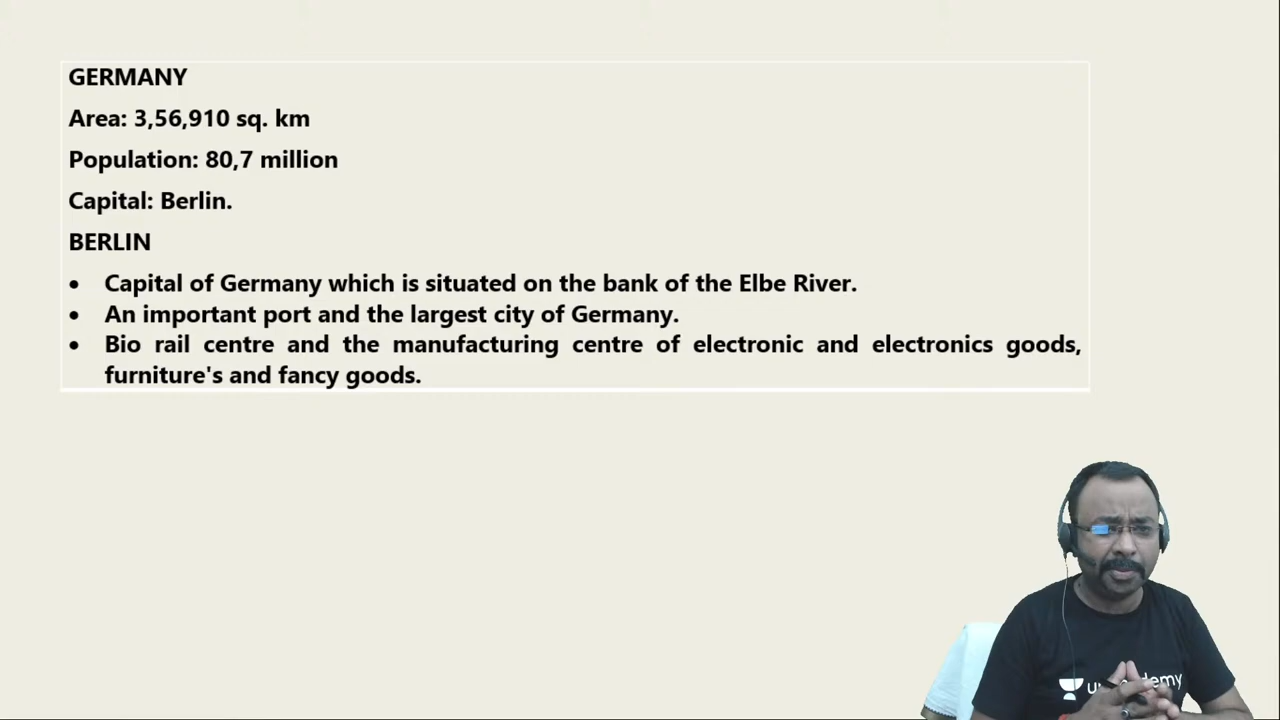 GERMANY
Area: 3,56,910 sq. km
Population: 80,7 million
Capital: Berlin.
BERLIN
• Capital of Germany which is situated on the bank of the Elbe River.
• An important port and the largest city of Germany.
• Bio rail centre and the manufacturing centre of electronic and electronics goods,
furniture's and fancy goods.